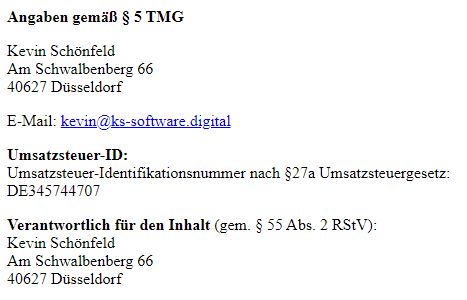 Angaben gemäß § 5 TMG
Kevin Schönfeld
Am Schwalbenberg 66
40627 Düsseldorf
E-Mail: kevin@ks-software.digital
Umsatzsteuer-ID:
Umsatzsteuer-Identifikationsnummer nach §27a Umsatzsteuergesetz:
DE345744707
Verantwortlich für den Inhalt (gem. § 55 Abs. 2 RStV):
Kevin Schönfeld
Am Schwalbenberg 66
40627 Düsseldorf